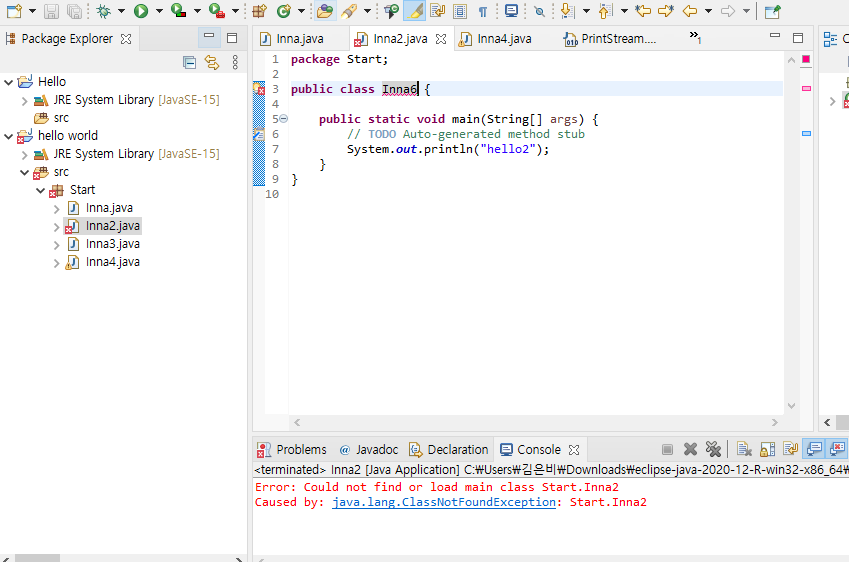 Package Explorer
Hello
JRE System Library [JavaSE-15]
src
hello world
JRE System Library [JavaSE-15]
src
Start
Inna.java
Inna2.java
Inna3.java
Inna4.java
Inna.java Inna2.java Inna4.java PrintStream.... »1
1 package Start;
2
3 public class Inna6 {
4
5 public static void main(String[] args) {
6 // TODO Auto-generated method stub
7 System.out.println("hello2");
8 }
9 }
10
Problems @ Javadoc Declaration Console
<terminated> Inna2 [Java Application] C:₩Users₩김은비₩Downloads₩eclipse-java-2020-12-R-win32-x86_64₩
Error: Could not find or load main class Start.Inna2
Caused by: java.lang.ClassNotFoundException: Start.Inna2